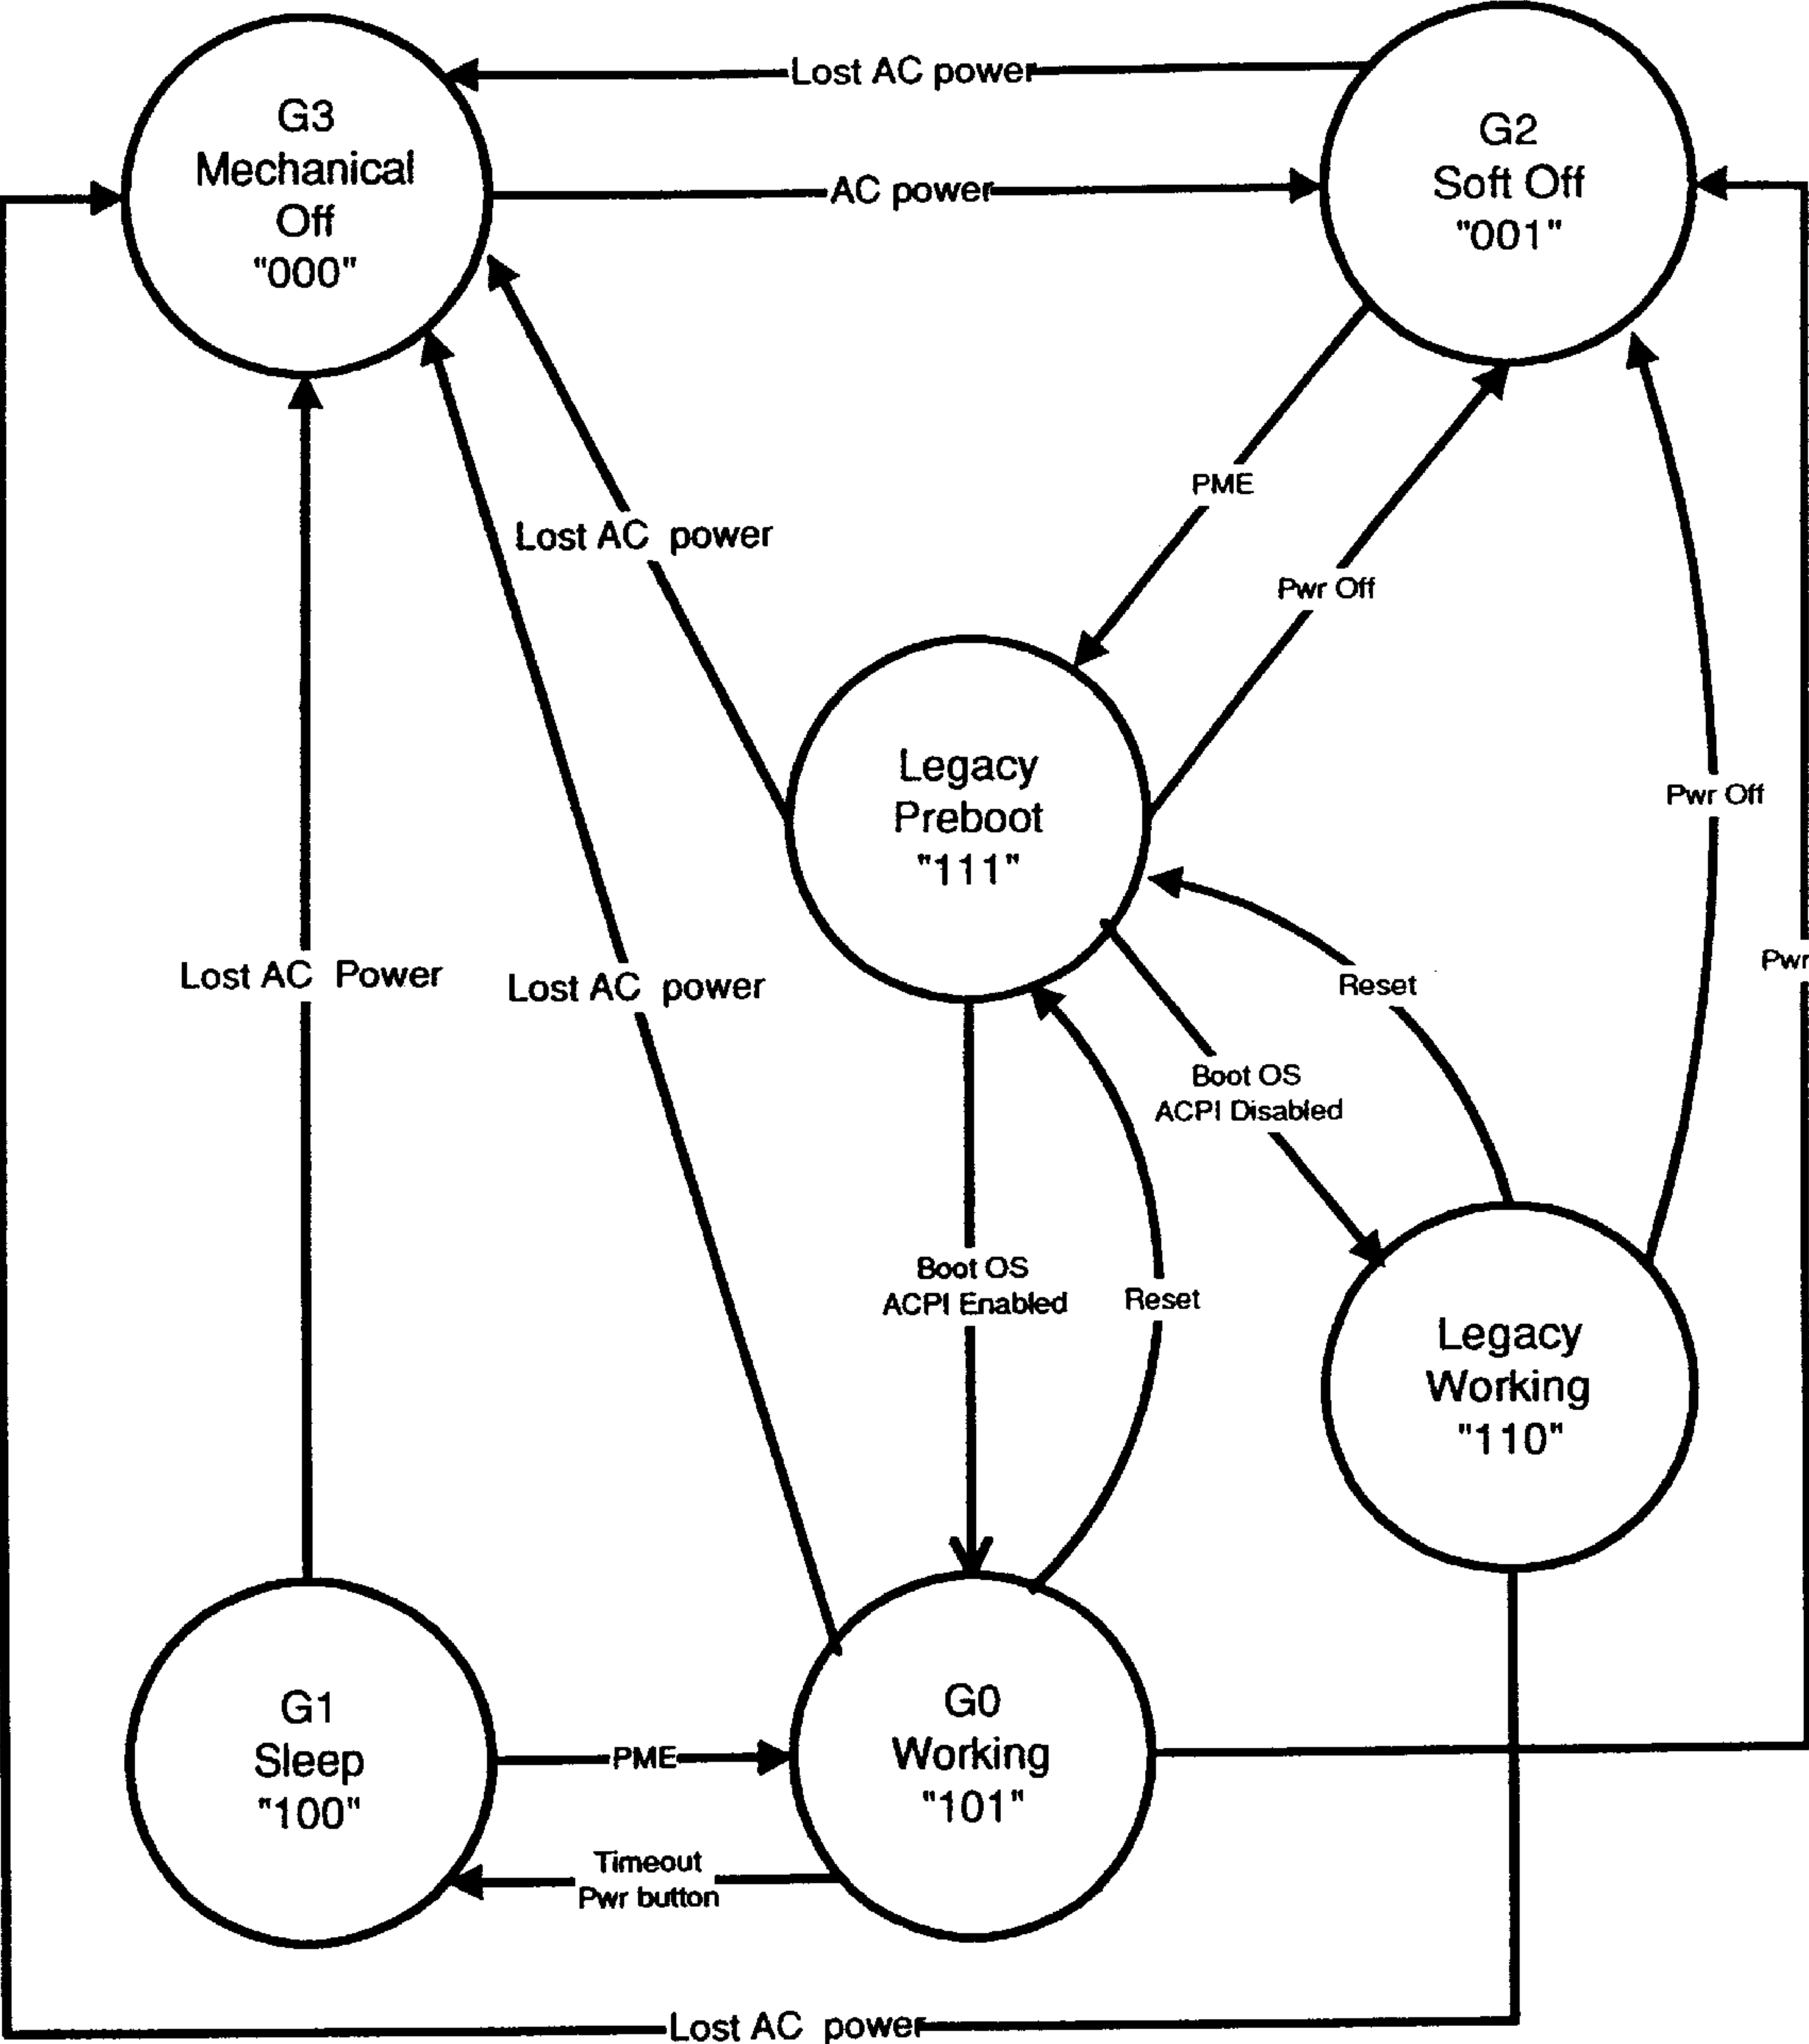 Lost AC power
G3
Mechanical
Off
"000"
G2
Soft Off
"001"
AC power
PME
Lost AC power
Pwr Off
Legacy
Preboot
"111"
Pwr Off
Lost AC Power
Lost AC power
Reset
Pwr
Boot OS
ACPI Disabled
Boot OS
ACPI Enabled
Reset
Legacy
Working
"110"
G1
Sleep
"100"
PME
G0
Working
"101"
Timeout
Pwr button
Lost AC power